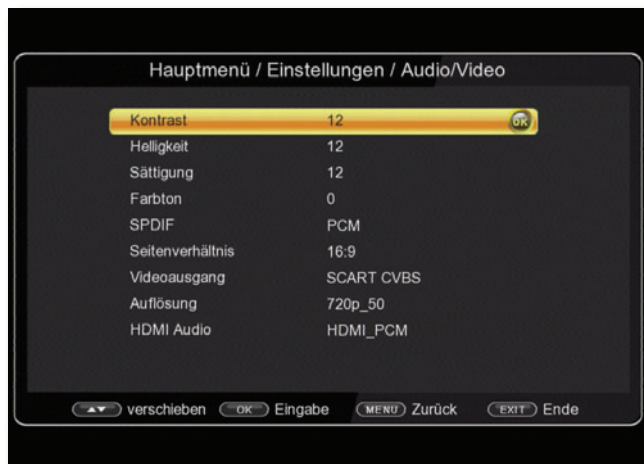 Hauptmenü / Einstellungen / Audio/Video
Kontrast 12 OK
Helligkeit 12
Sättigung 12
Farbton 0
SPDIF PCM
Seitenverhältnis 16:9
Videoausgang SCART CVBS
Auflösung 720p_50
HDMI Audio HDMI_PCM
verschieben OK Eingabe MENU Zurück EXIT Ende